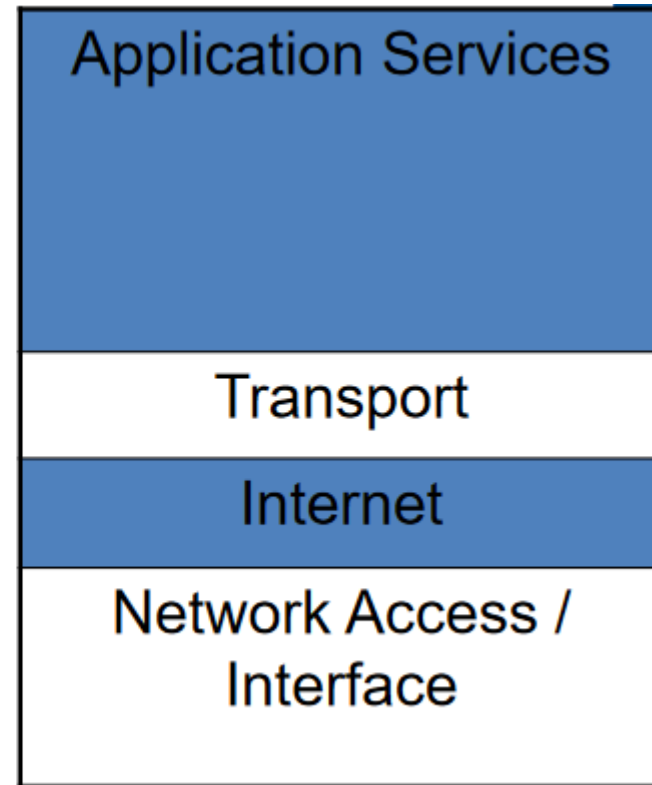 Application Services
Transport
Internet
Network Access /
Interface